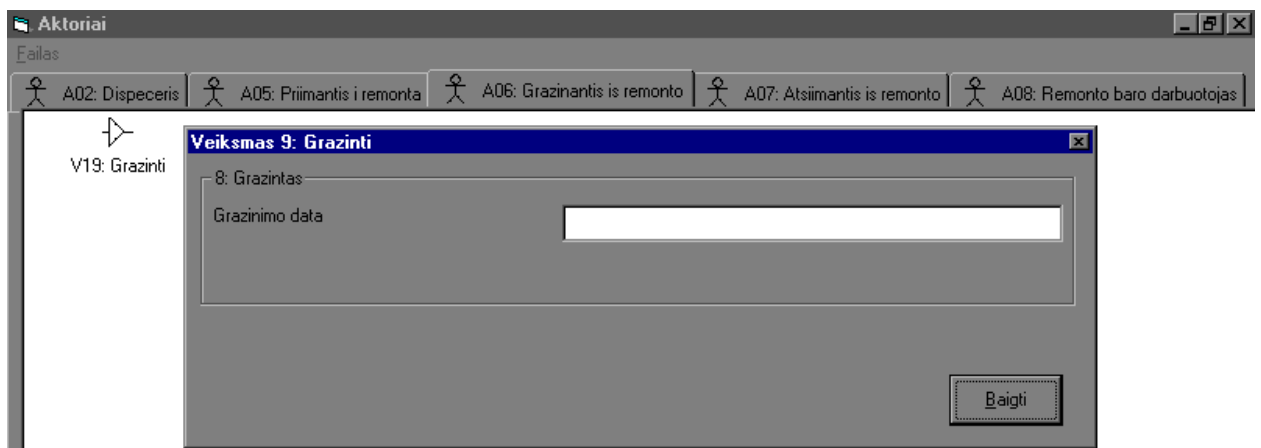 Aktoriai
Failas
A02: Dispeceris A05: Priimantis i remonta A06: Grazinantis is remonto A07: Atsiimantis is remonto A08: Remonto baro darbuotojas
V19: Grazinti
Veiksmas 9: Grazinti
8: Grazintas
Grazinimo data
Baigti